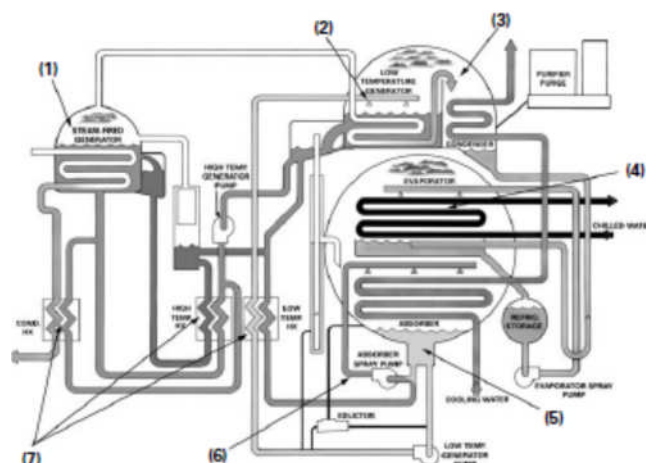 (1)
STEAM-FIRED
GENERATOR
(2)
LOW
TEMPERATURE
GENERATOR
(3)
PURIFIER
PURGE
CONDENSER
HIGH TEMP.
GENERATOR
PUMP
EVAPORATOR
(4)
CHILLED WATER
COND.
HX
HIGH
TEMP.
HX
LOW
TEMP.
HX
REFRIG.
STORAGE
ABSORBER
ABSORBER
SPRAY PUMP
EVAPORATOR SPRAY
PUMP
COOLING WATER
(5)
EDUCTOR
(6)
(7)
LOW TEMP.
GENERATOR